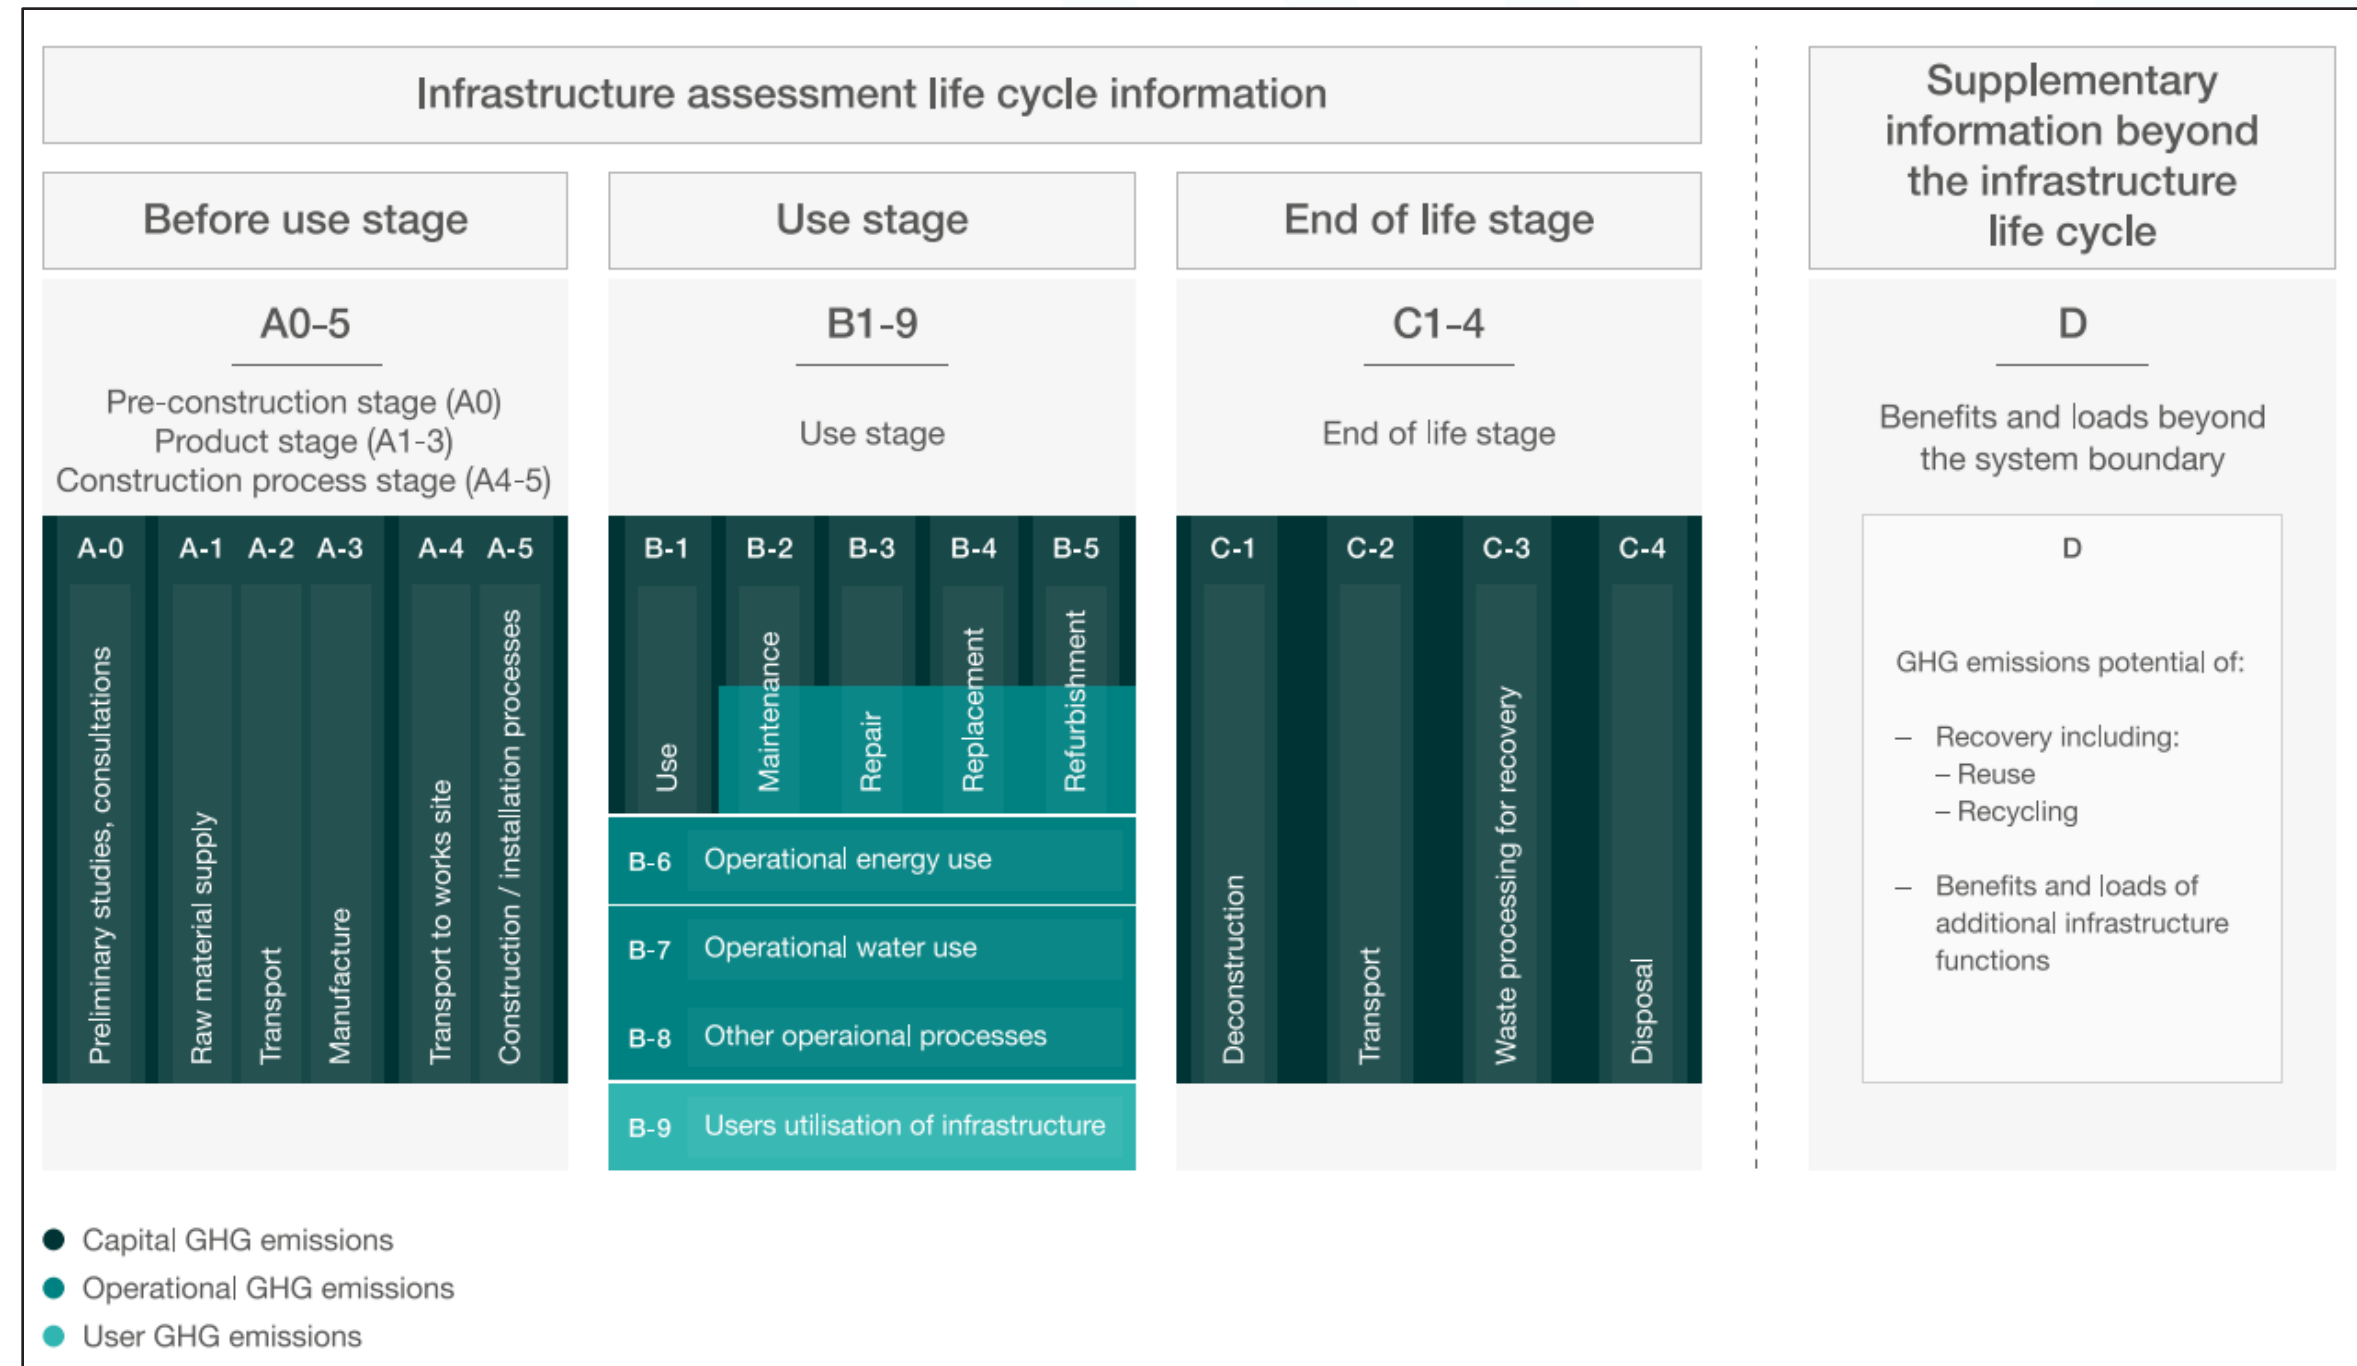 Infrastructure assessment life cycle information
Before use stage
A0-5
Pre-construction stage (A0)
Product stage (A1-3)
Construction process stage (A4-5)
A-0
Preliminary studies, consultations
A-1
Raw material supply
A-2
Transport
A-3
Manufacture
A-4
Transport to works site
A-5
Construction / installation processes
Use stage
B1-9
Use stage
B-1
Use
B-2
Maintenance
B-3
Repair
B-4
Replacement
B-5
Refurbishment
B-6 Operational energy use
B-7 Operational water use
B-8 Other operaional processes
B-9 Users utilisation of infrastructure
End of life stage
C1-4
End of life stage
C-1
Deconstruction
C-2
Transport
C-3
Waste processing for recovery
C-4
Disposal
Supplementary
information beyond
the infrastructure
life cycle
D
Benefits and loads beyond
the system boundary
D
GHG emissions potential of:
– Recovery including:
– Reuse
– Recycling
– Benefits and loads of
additional infrastructure
functions
Capital GHG emissions
Operational GHG emissions
User GHG emissions